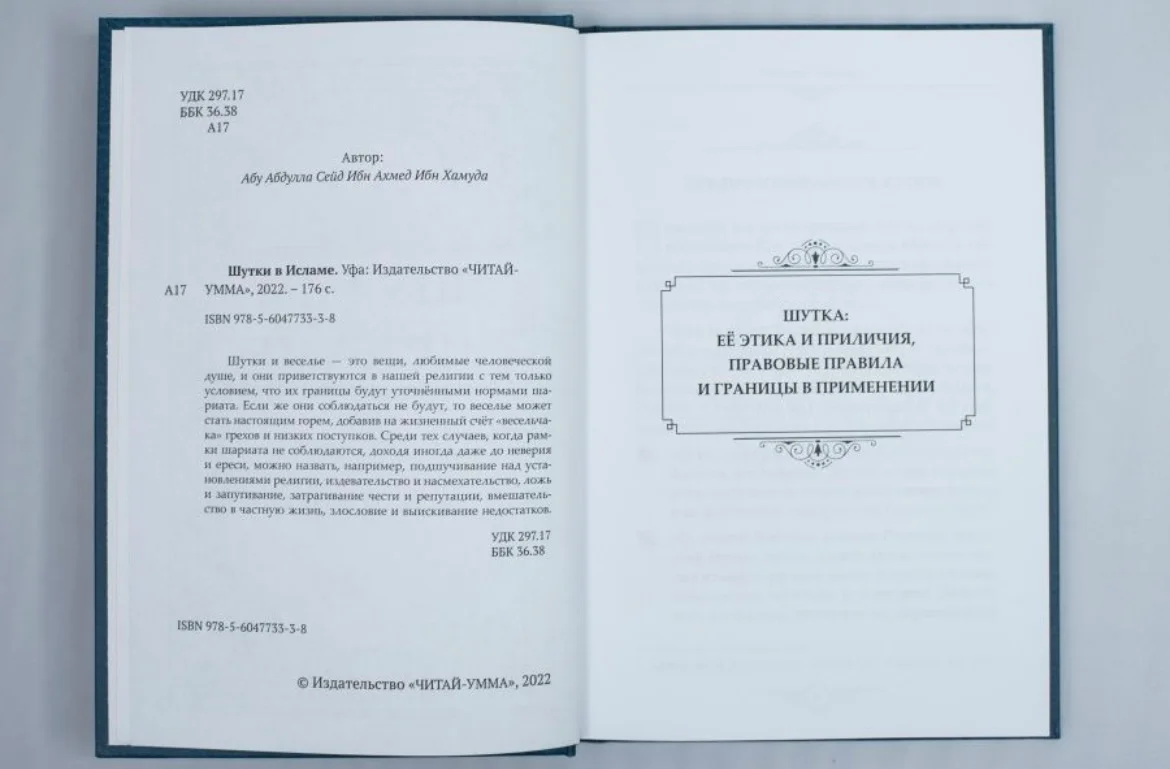 УДК 297.17
ББК 36.38
А17
Автор:
Абу Абдулла Сейд Ибн Ахмед Ибн Хамуда
Шутки в Исламе. Уфа: Издательство «ЧИТАЙ-
А17 УММА», 2022. – 176 с.
ISBN 978-5-6047733-3-8
Шутки и веселье — это вещи, любимые человеческой
душе, и они приветствуются в нашей религии с тем только
условием, что их границы будут уточнёнными нормами ша-
риата. Если же они соблюдаться не будут, то веселье может
стать настоящим горем, добавив на жизненный счёт «весельча-
ка» грехов и низких поступков. Среди тех случаев, когда рам-
ки шариата не соблюдаются, доходя иногда даже до неверия
и ереси, можно назвать, например, подшучивание над уста-
новлениями религии, издевательство и насмехательство, ложь
и запугивание, затрагивание чести и репутации, вмешатель-
ство в частную жизнь, злословие и выискивание недостатков.
УДК 297.17
ББК 36.38
ISBN 978-5-6047733-3-8
© Издательство «ЧИТАЙ-УММА», 2022
ШУТКА:
ЕЁ ЭТИКА И ПРИЛИЧИЯ,
ПРАВОВЫЕ ПРАВИЛА
И ГРАНИЦЫ В ПРИМЕНЕНИИ